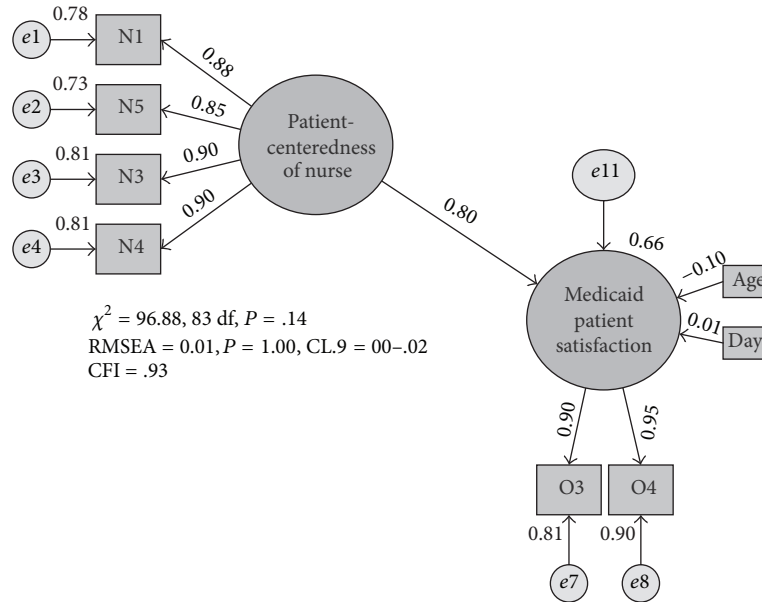 0.78
e1
N1
0.88
0.73
e2
N5
0.85
0.81
e3
N3
0.90
0.81
e4
N4
0.90
Patient-
centeredness
of nurse
0.80
e11
0.66
Medicaid
patient
satisfaction
−0.10
Age
0.01
Day
χ² = 96.88, 83 df, P = .14
RMSEA = 0.01, P = 1.00, CL.9 = 00–.02
CFI = .93
0.90
0.95
O3
O4
0.81
0.90
e7
e8